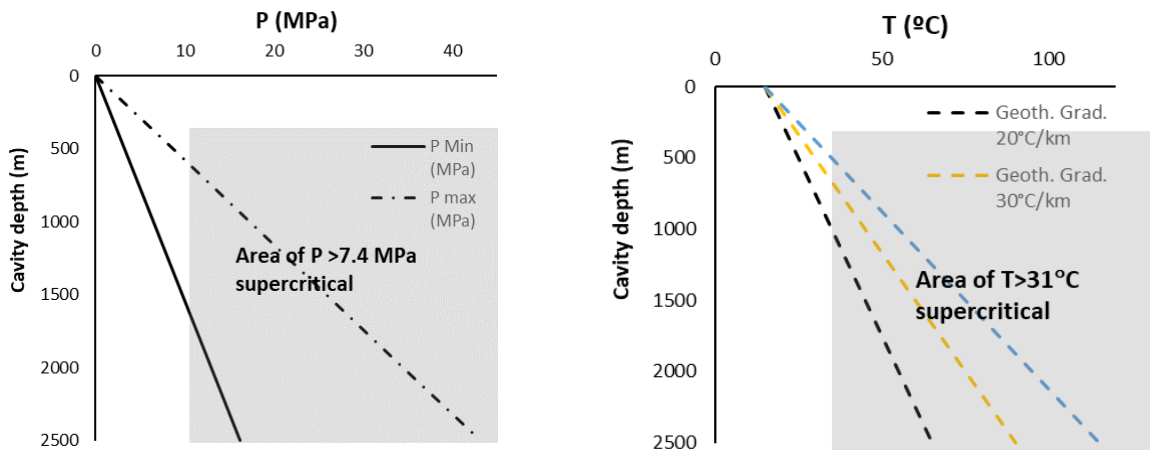 P (MPa)
0 10 20 30 40
0
500
1000
1500
2000
2500
Cavity depth (m)
P Min
(MPa)
P max
(MPa)
Area of P >7.4 MPa
supercritical
T (ºC)
0 50 100
0
500
1000
1500
2000
2500
Cavity depth (m)
Geoth. Grad.
20°C/km
Geoth. Grad.
30°C/km
Area of T>31°C
supercritical